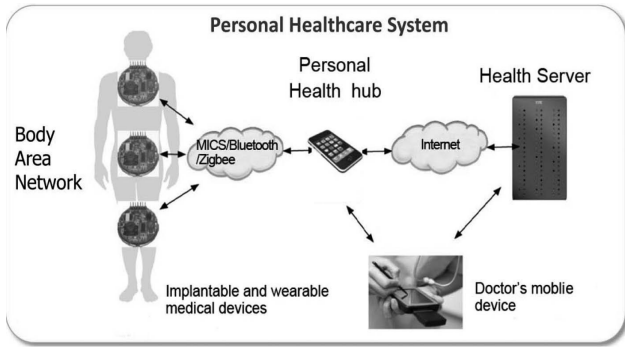 Personal Healthcare System
Personal
Health hub
Health Server
Body
Area
Network
MICS/Bluetooth
/Zigbee
Internet
Implantable and wearable
medical devices
Doctor's moblie
device